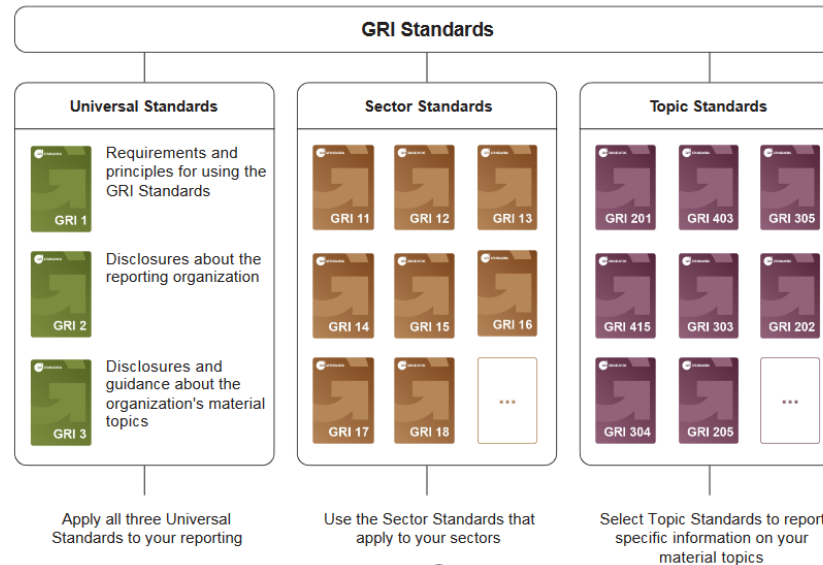 GRI Standards
Universal Standards
Requirements and
principles for using the
GRI Standards
GRI 1
Disclosures about the
reporting organization
GRI 2
Disclosures and
guidance about the
organization's material
topics
GRI 3
Apply all three Universal
Standards to your reporting
Sector Standards
GRI 11
GRI 12
GRI 13
GRI 14
GRI 15
GRI 16
GRI 17
GRI 18
...
Use the Sector Standards that
apply to your sectors
Topic Standards
GRI 201
GRI 403
GRI 305
GRI 415
GRI 303
GRI 202
GRI 304
GRI 205
...
Select Topic Standards to report
specific information on your
material topics